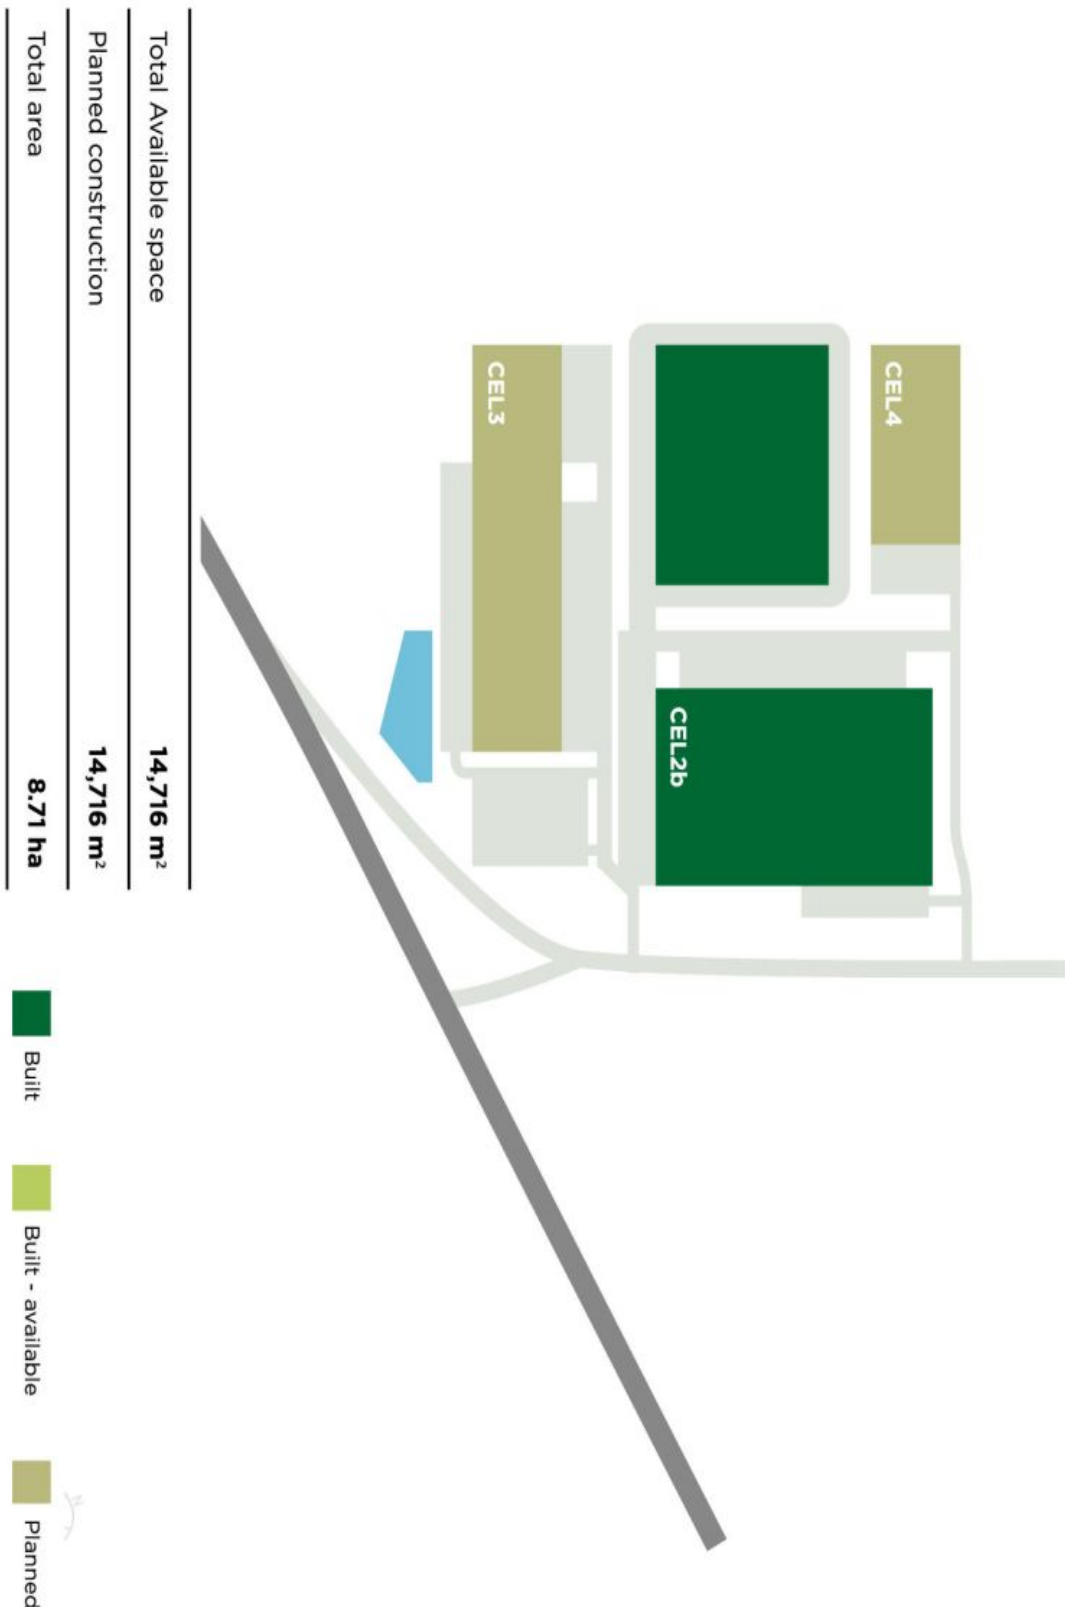 Total Available space 14,716 m²
Planned construction 14,716 m²
Total area 8.71 ha
CEL4
CEL3
CEL2b
Built
Built - available
Planned
N